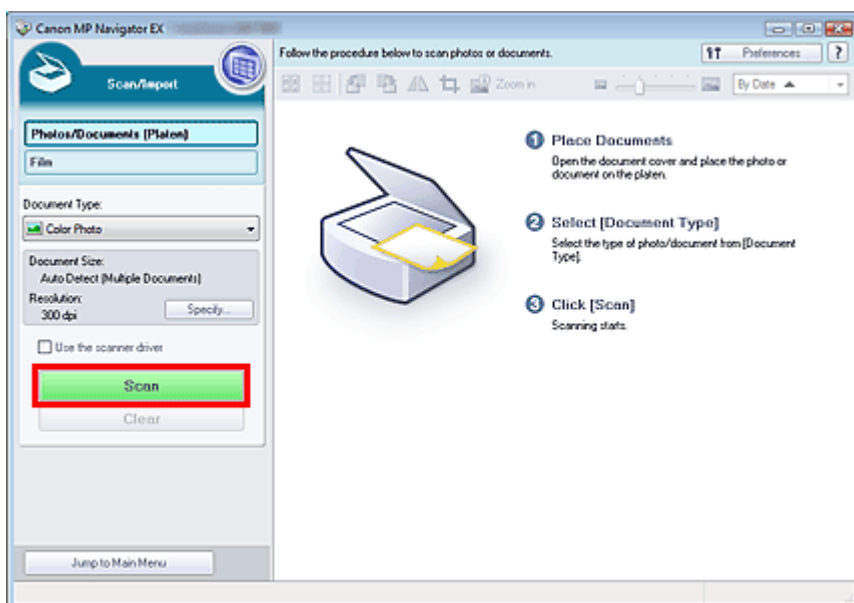 Canon MP Navigator EX
Scan/Import
Follow the procedure below to scan photos or documents.
Preferences
?
Zoom in
By Date
Photos/Documents (Platen)
Film
Document Type:
Color Photo
Document Size:
Auto Detect (Multiple Documents)
Resolution:
300 dpi
Specify...
Use the scanner driver
Scan
Clear
Jump to Main Menu
1 Place Documents
Open the document cover and place the photo or
document on the platen.
2 Select [Document Type]
Select the type of photo/document from [Document
Type].
3 Click [Scan]
Scanning starts.